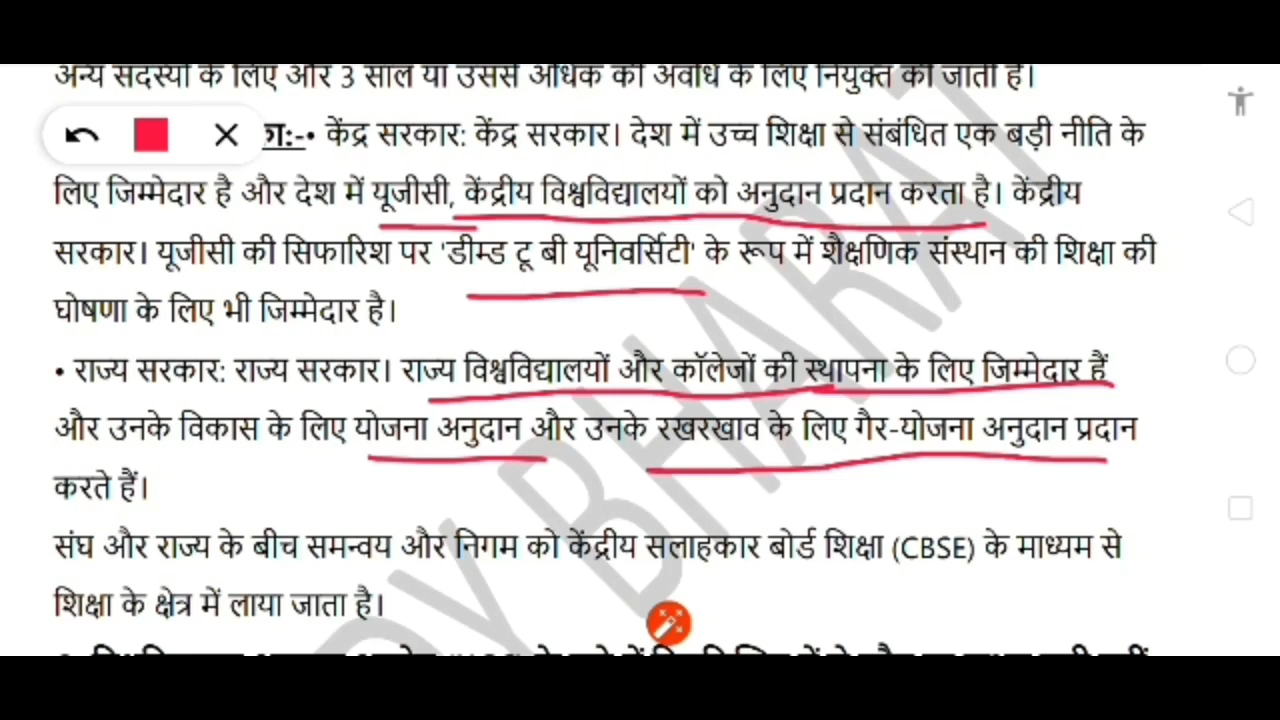 अन्य सदस्यों के लिए और 3 साल या उससे अधिक की अवधि के लिए नियुक्त की जाती है।
का:-• केंद्र सरकार: केंद्र सरकार। देश में उच्च शिक्षा से संबंधित एक बड़ी नीति के
लिए जिम्मेदार है और देश में यूजीसी, केंद्रीय विश्वविद्यालयों को अनुदान प्रदान करता है। केंद्रीय
सरकार। यूजीसी की सिफारिश पर 'डीम्ड टू बी यूनिवर्सिटी' के रूप में शैक्षणिक संस्थान की शिक्षा की
घोषणा के लिए भी जिम्मेदार है।
• राज्य सरकार: राज्य सरकार। राज्य विश्वविद्यालयों और कॉलेजों की स्थापना के लिए जिम्मेदार हैं
और उनके विकास के लिए योजना अनुदान और उनके रखरखाव के लिए गैर-योजना अनुदान प्रदान
करते हैं।
संघ और राज्य के बीच समन्वय और निगम को केंद्रीय सलाहकार बोर्ड शिक्षा (CBSE) के माध्यम से
शिक्षा के क्षेत्र में लाया जाता है।
BHARAT